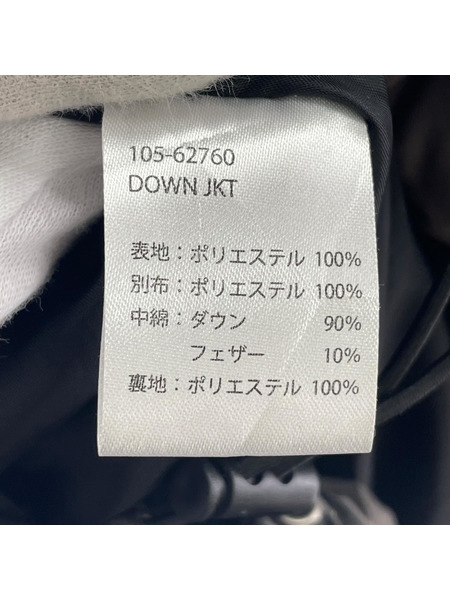 105-62760
DOWN JKT
表地：ポリエステル 100%
別布：ポリエステル 100%
中綿：ダウン 90%
フェザー 10%
裏地：ポリエステル 100%